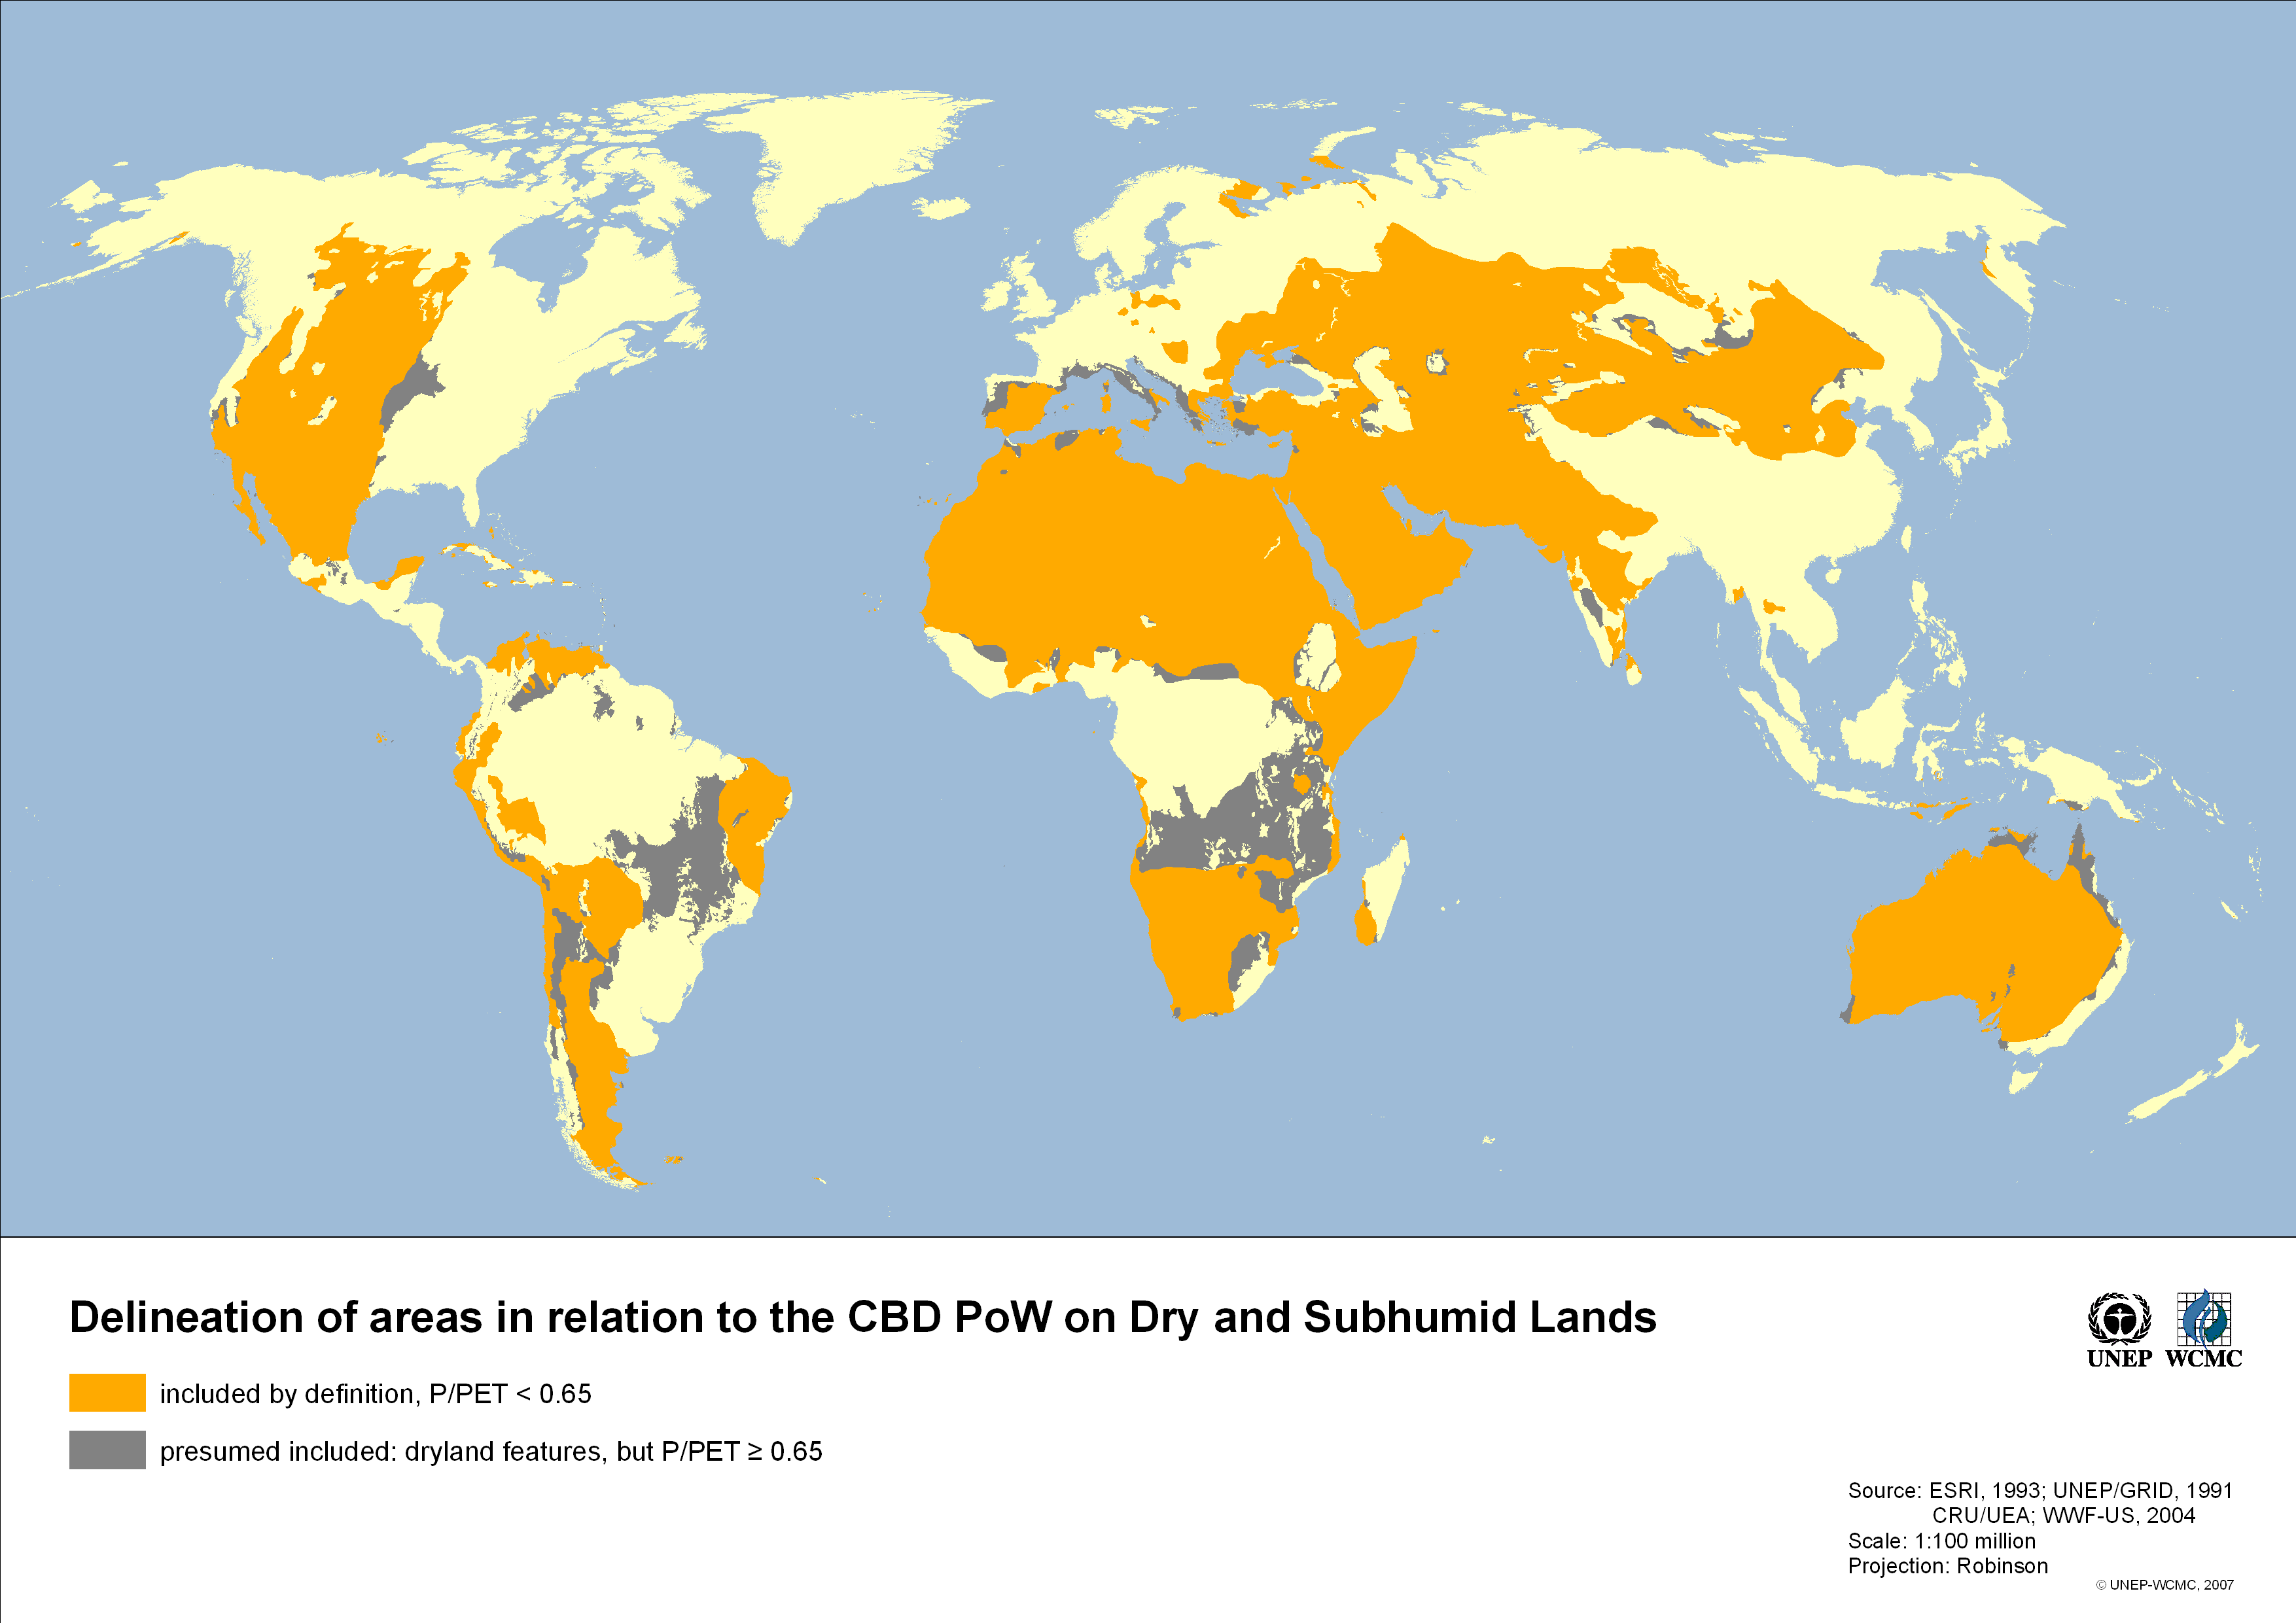 Delineation of areas in relation to the CBD PoW on Dry and Subhumid Lands
included by definition, P/PET < 0.65
presumed included: dryland features, but P/PET ≥ 0.65
UNEP WCMC
Source: ESRI, 1993; UNEP/GRID, 1991
CRU/UEA; WWF-US, 2004
Scale: 1:100 million
Projection: Robinson
© UNEP-WCMC, 2007